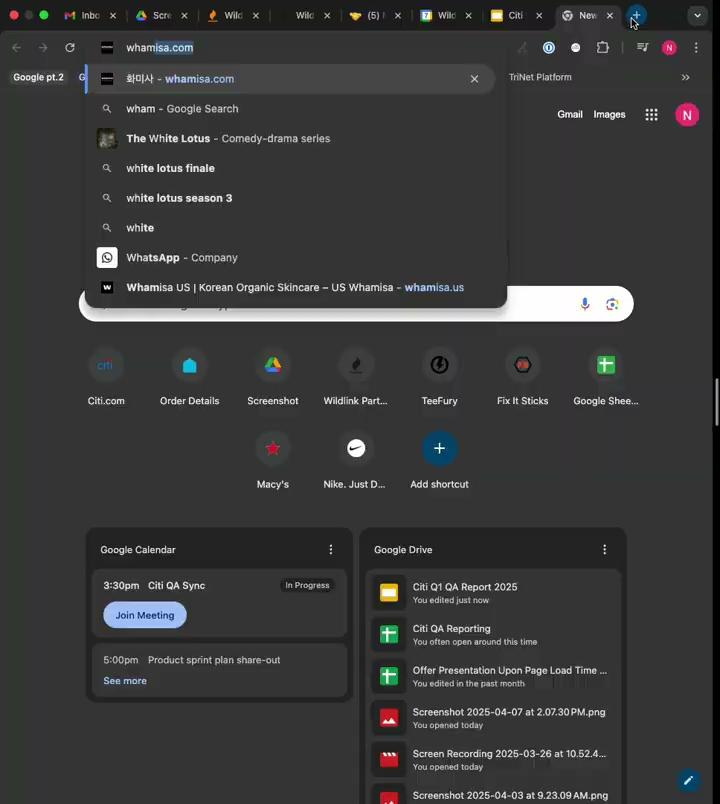 Inbo
Scre
Wild
Wild
(5)
Wild
Citi
New
whamisa.com
Google pt.2
TriNet Platform
화미사 - whamisa.com
wham - Google Search
The White Lotus - Comedy-drama series
white lotus finale
white lotus season 3
white
WhatsApp - Company
Whamisa US | Korean Organic Skincare – US Whamisa - whamisa.us
Gmail Images
N
Citi.com
Order Details
Screenshot
Wildlink Part...
TeeFury
Fix It Sticks
Google Shee...
Macy's
Nike. Just D...
Add shortcut
Google Calendar
3:30pm Citi QA Sync In Progress
Join Meeting
5:00pm Product sprint plan share-out
See more
Google Drive
Citi Q1 QA Report 2025
You edited just now
Citi QA Reporting
You often open around this time
Offer Presentation Upon Page Load Time ...
You edited in the past month
Screenshot 2025-04-07 at 2.07.30 PM.png
You opened today
Screen Recording 2025-03-26 at 10.52.4...
You opened today
Screenshot 2025-04-03 at 9.23.09 AM.png